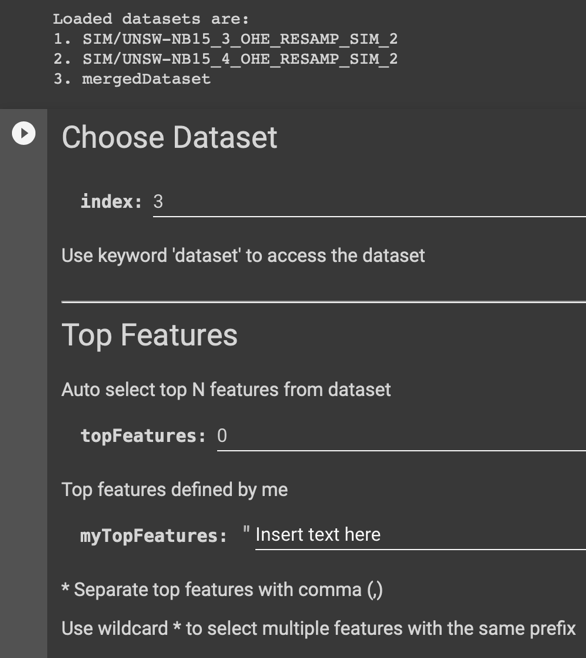 Loaded datasets are:
1. SIM/UNSW-NB15_3_OHE_RESAMP_SIM_2
2. SIM/UNSW-NB15_4_OHE_RESAMP_SIM_2
3. mergedDataset
Choose Dataset
index: 3
Use keyword 'dataset' to access the dataset
Top Features
Auto select top N features from dataset
topFeatures: 0
Top features defined by me
myTopFeatures: " Insert text here
* Separate top features with comma (,)
Use wildcard * to select multiple features with the same prefix